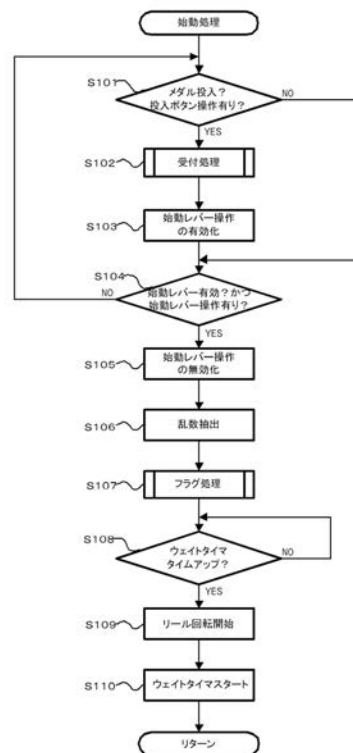 始動処理
S101
メダル投入？
投入ボタン操作有り？
NO
YES
S102
受付処理
S103
始動レバー操作
の有効化
S104
始動レバー有効？かつ
始動レバー操作有り？
NO
YES
S105
始動レバー操作
の無効化
S106
乱数抽出
S107
フラグ処理
S108
ウェイトタイマ
タイムアップ？
NO
YES
S109
リール回転開始
S110
ウェイトタイマスタート
リターン